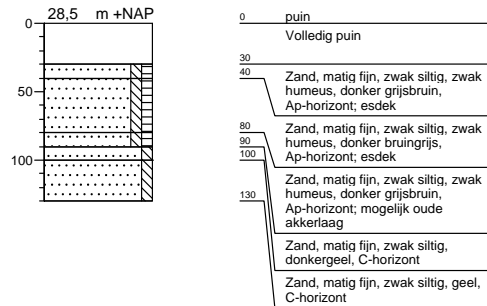 28,5 m +NAP
0
50
100
0 puin
Volledig puin
30
40
Zand, matig fijn, zwak siltig, zwak
humeus, donker grijsbruin,
Ap-horizont; esdek
80
Zand, matig fijn, zwak siltig, zwak
humeus, donker bruingrijs,
Ap-horizont; esdek
90
100
Zand, matig fijn, zwak siltig, zwak
humeus, donker grijsbruin,
Ap-horizont; mogelijk oude
akkerlaag
130
Zand, matig fijn, zwak siltig,
donkergeel, C-horizont
Zand, matig fijn, zwak siltig, geel,
C-horizont